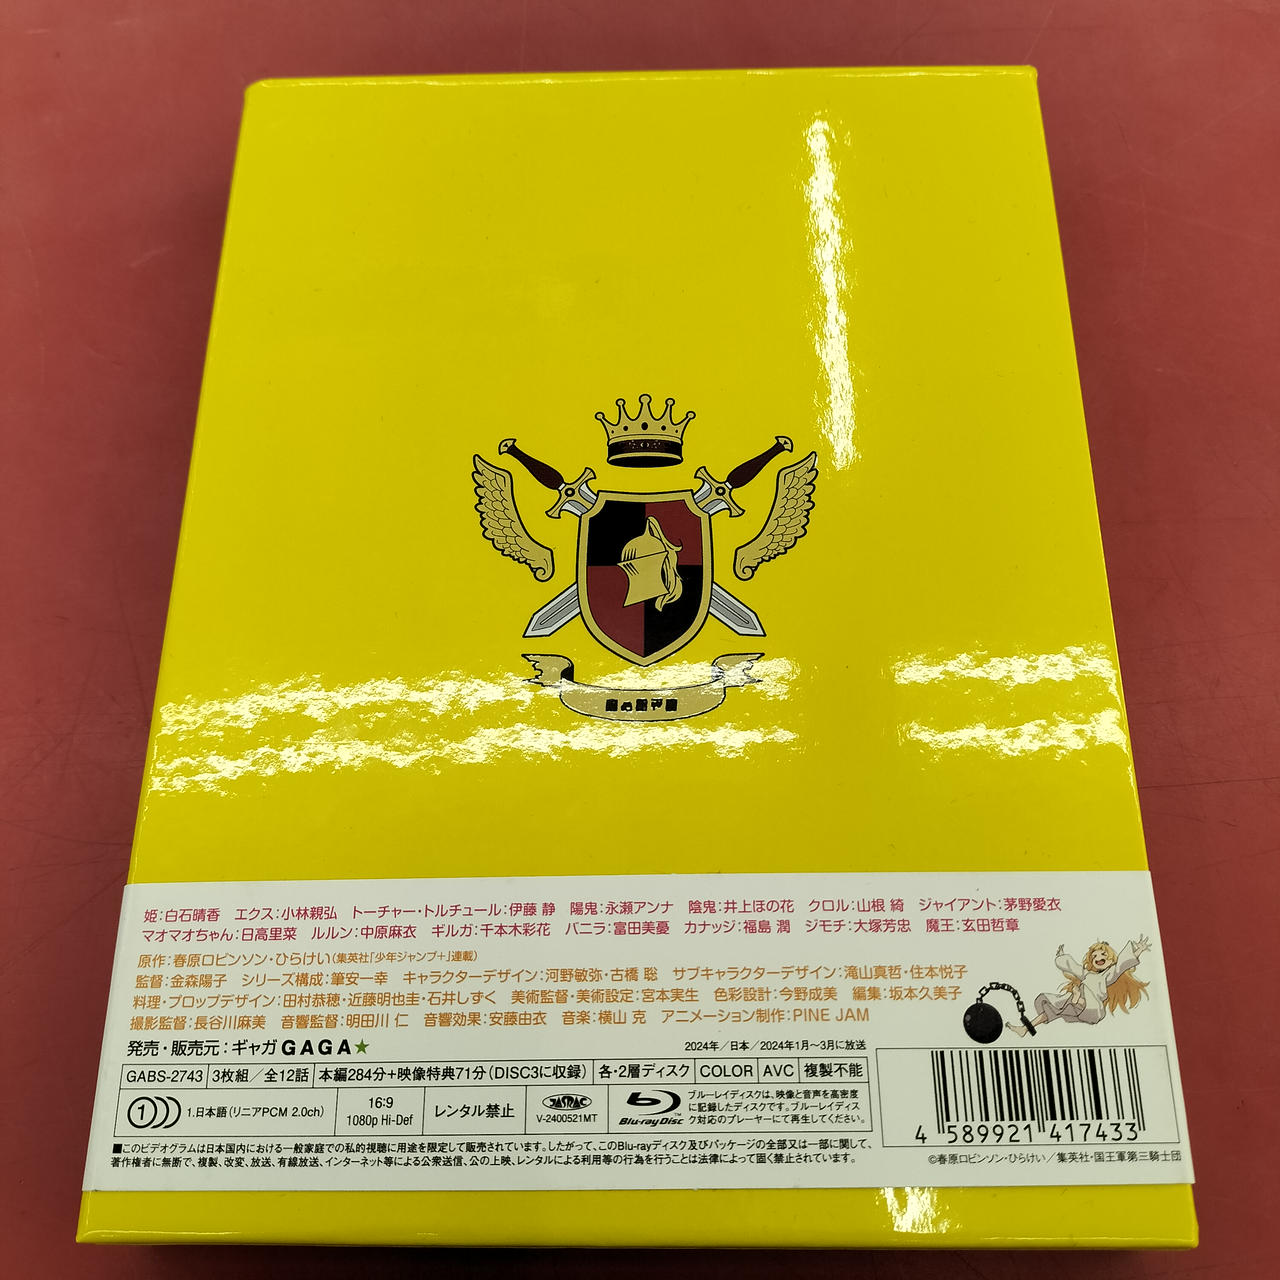 姫:白石晴香 エクス:小林親弘 トーチャー・トルチュール:伊藤 静 陽鬼:永瀬アンナ 陰鬼:井上ほの花 クロル:山根 綺 ジャイアント:茅野愛衣
マオマオちゃん:日高里菜 ルルン:中原麻衣 ギルガ:千本木彩花 バニラ:富田美憂 カナッジ:福島 潤 ジモチ:大塚芳忠 魔王:玄田哲章
原作:春原ロビンソン・ひらけい(集英社「少年ジャンプ+」連載)
監督:金森陽子 シリーズ構成:筆安一幸 キャラクターデザイン:河野敏弥・古橋 聡 サブキャラクターデザイン:滝山真哲・住本悦子
料理・プロップデザイン:田村恭穂・近藤明也圭・石井しずく 美術監督・美術設定:宮本実生 色彩設計:今野成美 編集:坂本久美子
撮影監督:長谷川麻美 音響監督:明田川 仁 音響効果:安藤由衣 音楽:横山 克 アニメーション制作:PINE JAM
発売・販売元:ギャガ GAGA★
2024年/日本/2024年1月〜3月に放送
GABS-2743 3枚組/全12話 本編284分+映像特典71分(DISC3に収録) 各・2層ディスク COLOR AVC 複製不能
1 1.日本語(リニアPCM 2.0ch) 16:9 1080p Hi-Def レンタル禁止 JASRAC V-2400521MT Blu-ray Disc™
ブルーレイディスクは、映像と音声を高密度
に記録したディスクです。ブルーレイディス
ク対応のプレーヤーにて再生してください。
■このビデオグラムは日本国内における一般家庭での私的視聴に用途を限定して販売されています。したがって、このBlu-rayディスク及びパッケージの全部又は一部に関して、
著作権者に無断で、複製、改変、放送、有線放送、インターネット等による公衆送信、公の上映、レンタルによる利用等の行為を行うことは法律によって固く禁止されています。
4 589921 417433
©春原ロビンソン・ひらけい/集英社・国王軍第三騎士団